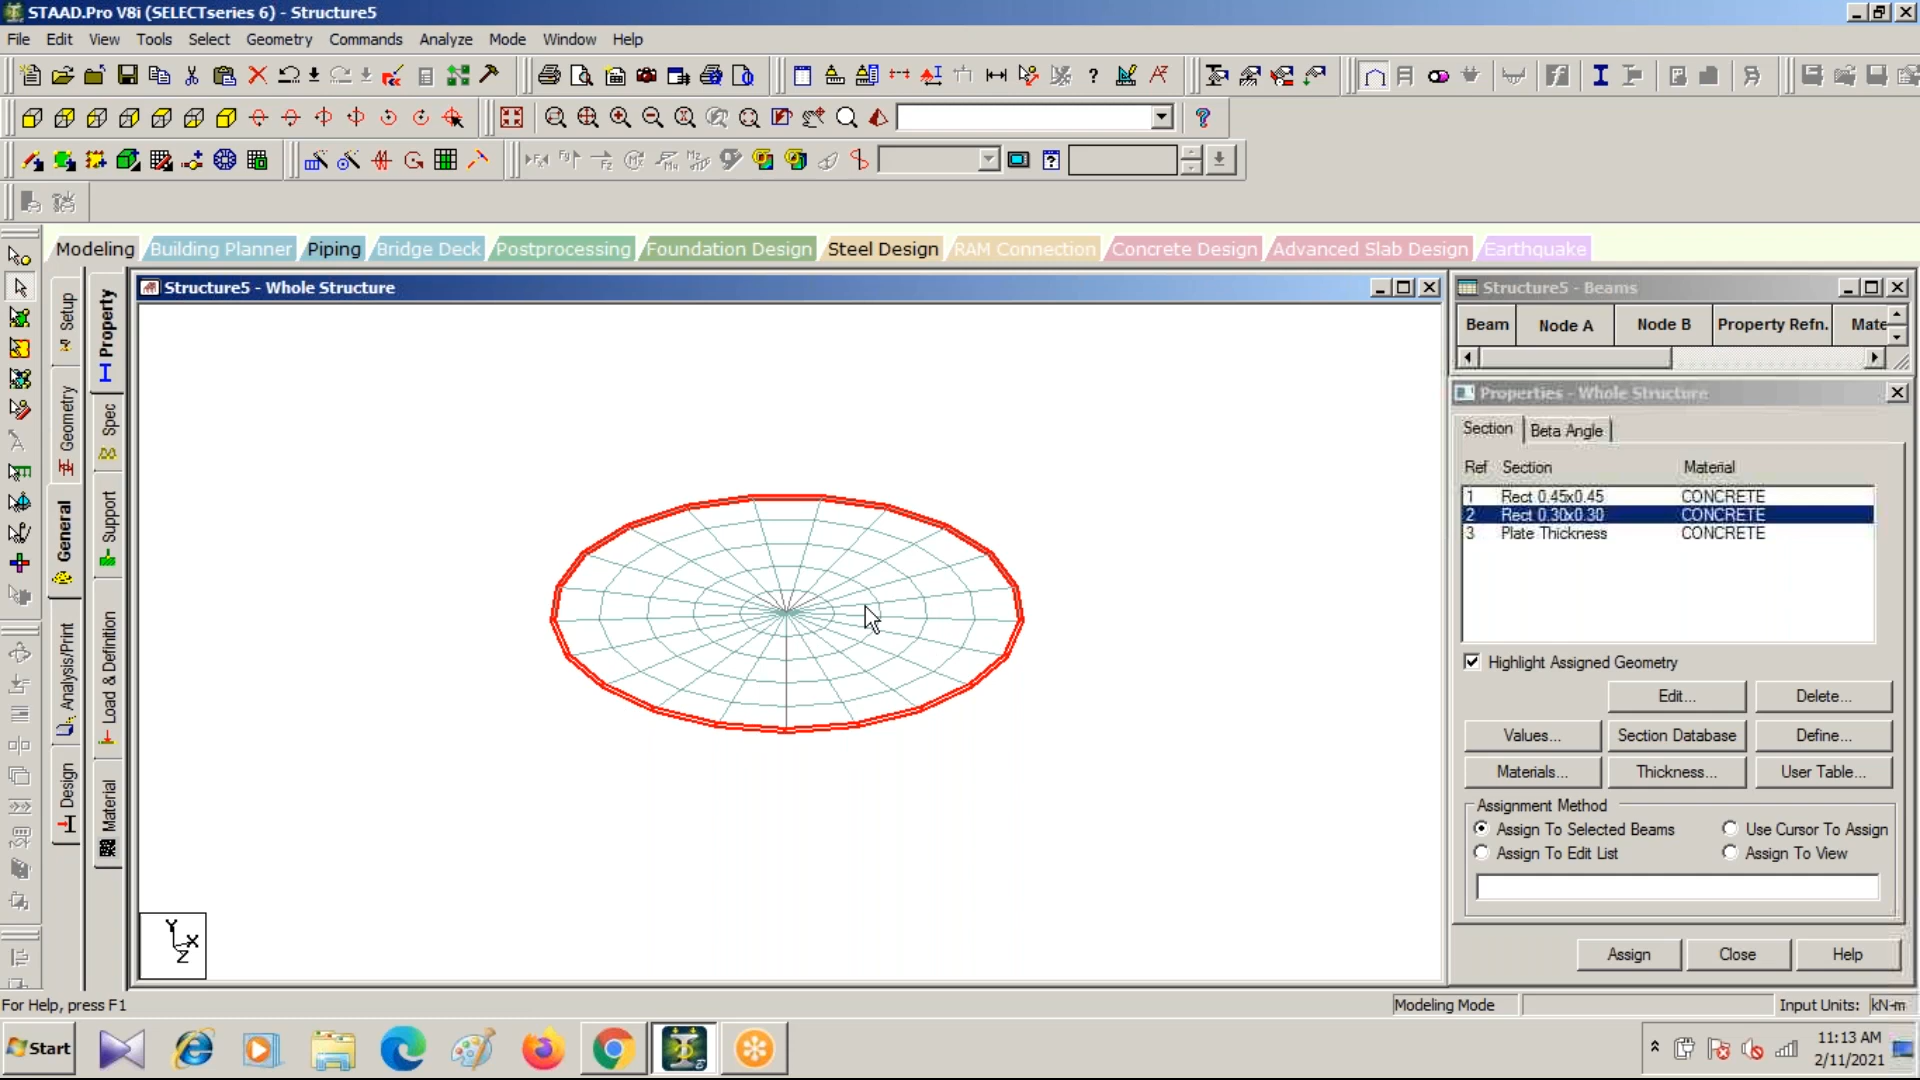 STAAD.Pro V8i (SELECTseries 6) - Structure5
File Edit View Tools Select Geometry Commands Analyze Mode Window Help
Modeling Building Planner Piping Bridge Deck Postprocessing Foundation Design Steel Design RAM Connection Concrete Design Advanced Slab Design Earthquake
Structure5 - Whole Structure
Setup
Geometry
General
Analysis/Print
Design
Property
Spec
Support
Load & Definition
Material
Y
X
Z
Structure5 - Beams
Beam Node A Node B Property Refn. Mate
Properties - Whole Structure
Section Beta Angle
Ref Section Material
1 Rect 0.45x0.45 CONCRETE
2 Rect 0.30x0.30 CONCRETE
3 Plate Thickness CONCRETE
Highlight Assigned Geometry
Edit... Delete...
Values... Section Database Define...
Materials... Thickness... User Table...
Assignment Method
Assign To Selected Beams Use Cursor To Assign
Assign To Edit List Assign To View
Assign Close Help
For Help, press F1 Modeling Mode Input Units: kN-m
Start
11:13 AM
2/11/2021